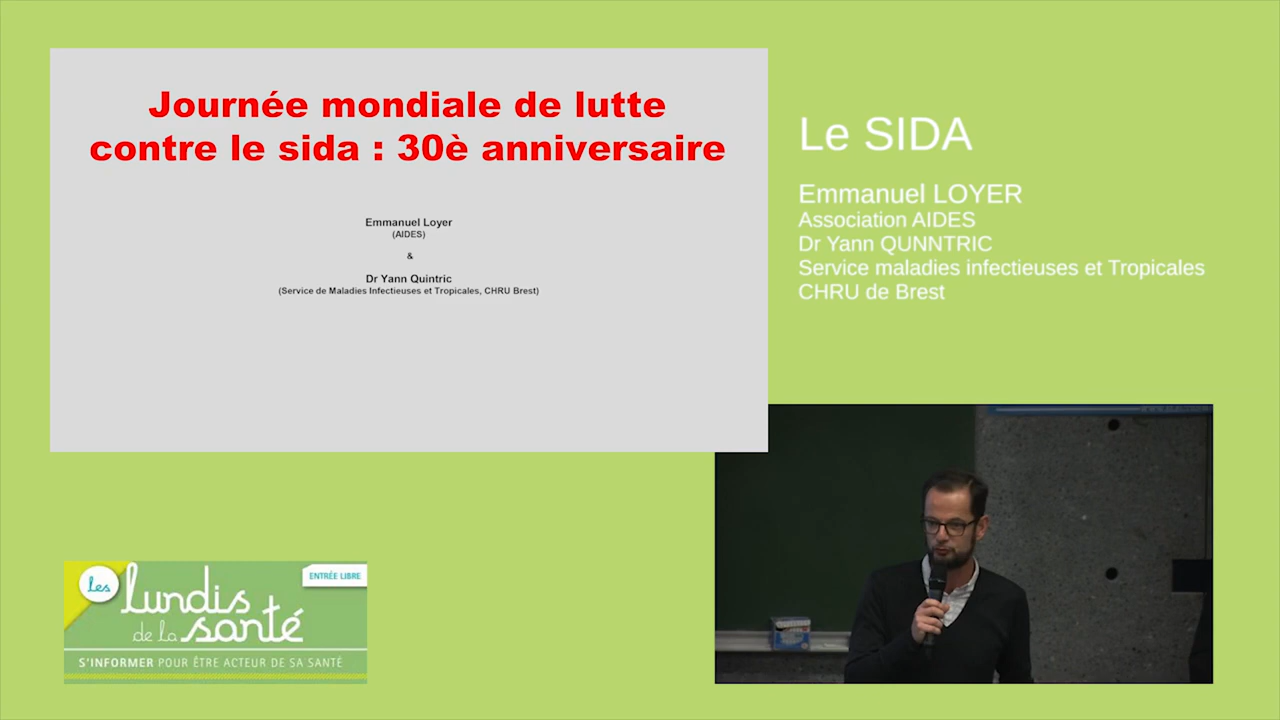 Journée mondiale de lutte
contre le sida : 30è anniversaire
Emmanuel Loyer
(AIDES)
&
Dr Yann Quintric
(Service de Maladies Infectieuses et Tropicales, CHRU Brest)
Le SIDA
Emmanuel LOYER
Association AIDES
Dr Yann QUNNTRIC
Service maladies infectieuses et Tropicales
CHRU de Brest
les
lundis
de la santé
ENTRÉE LIBRE
S'INFORMER POUR ÊTRE ACTEUR DE SA SANTÉ